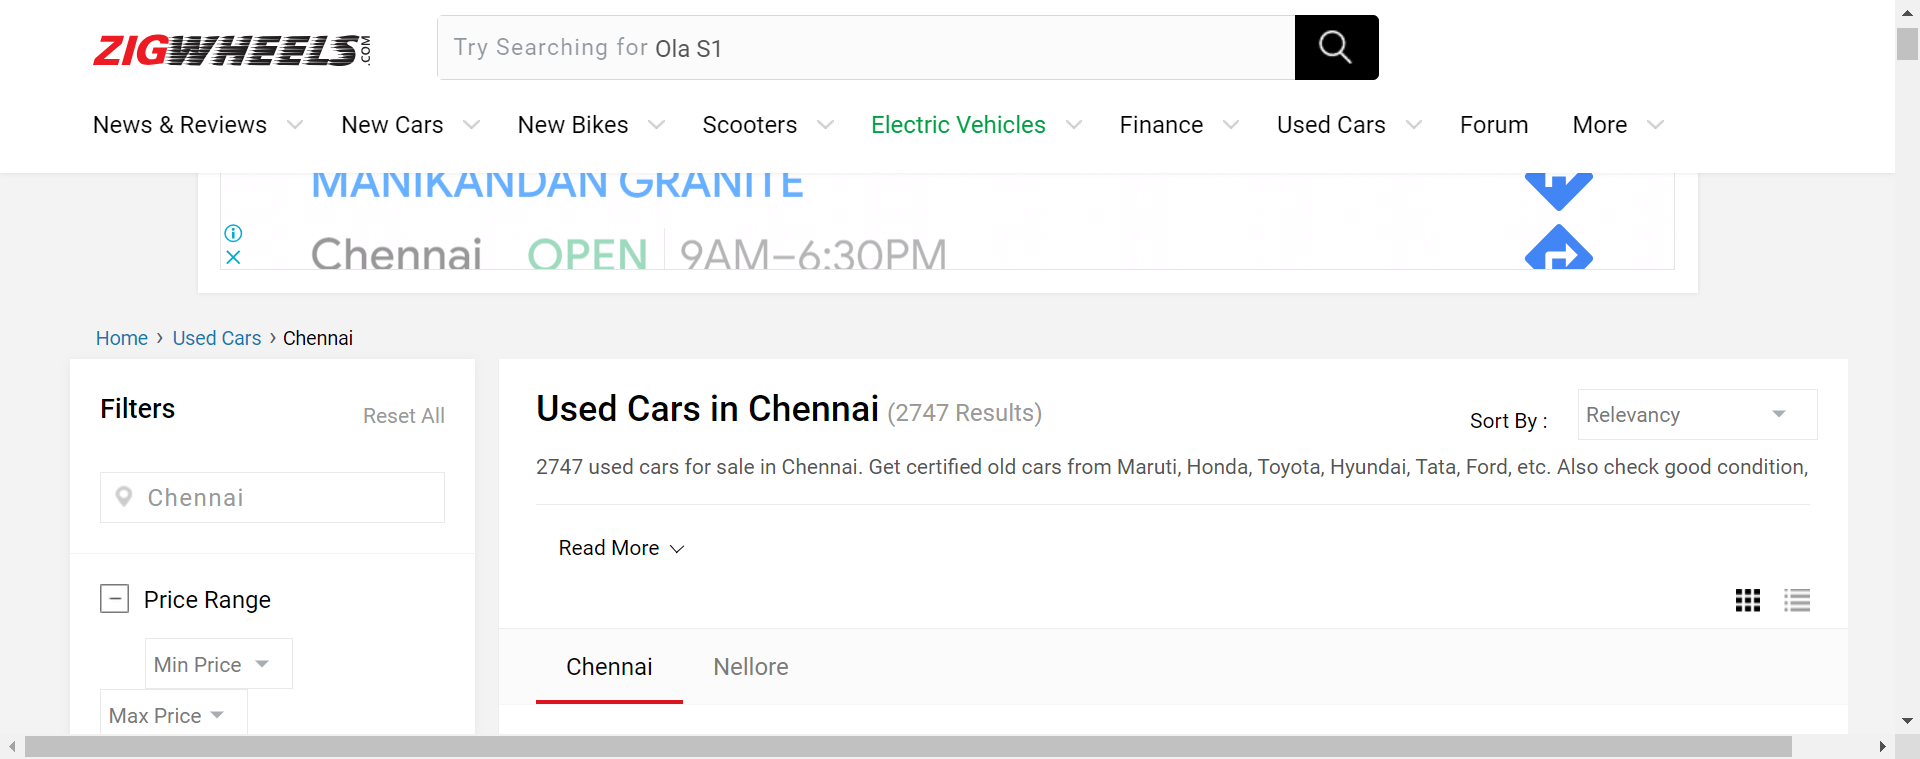 ZIGWHEELS.COM
Try Searching for Ola S1
News & Reviews New Cars New Bikes Scooters Electric Vehicles Finance Used Cars Forum More
MANIKANDAN GRANITE
Chennai OPEN 9AM–6:30PM
Home › Used Cars › Chennai
Filters
Reset All
Chennai
Price Range
Min Price
Max Price
Used Cars in Chennai (2747 Results)
Sort By :
Relevancy
2747 used cars for sale in Chennai. Get certified old cars from Maruti, Honda, Toyota, Hyundai, Tata, Ford, etc. Also check good condition,
Read More
Chennai Nellore